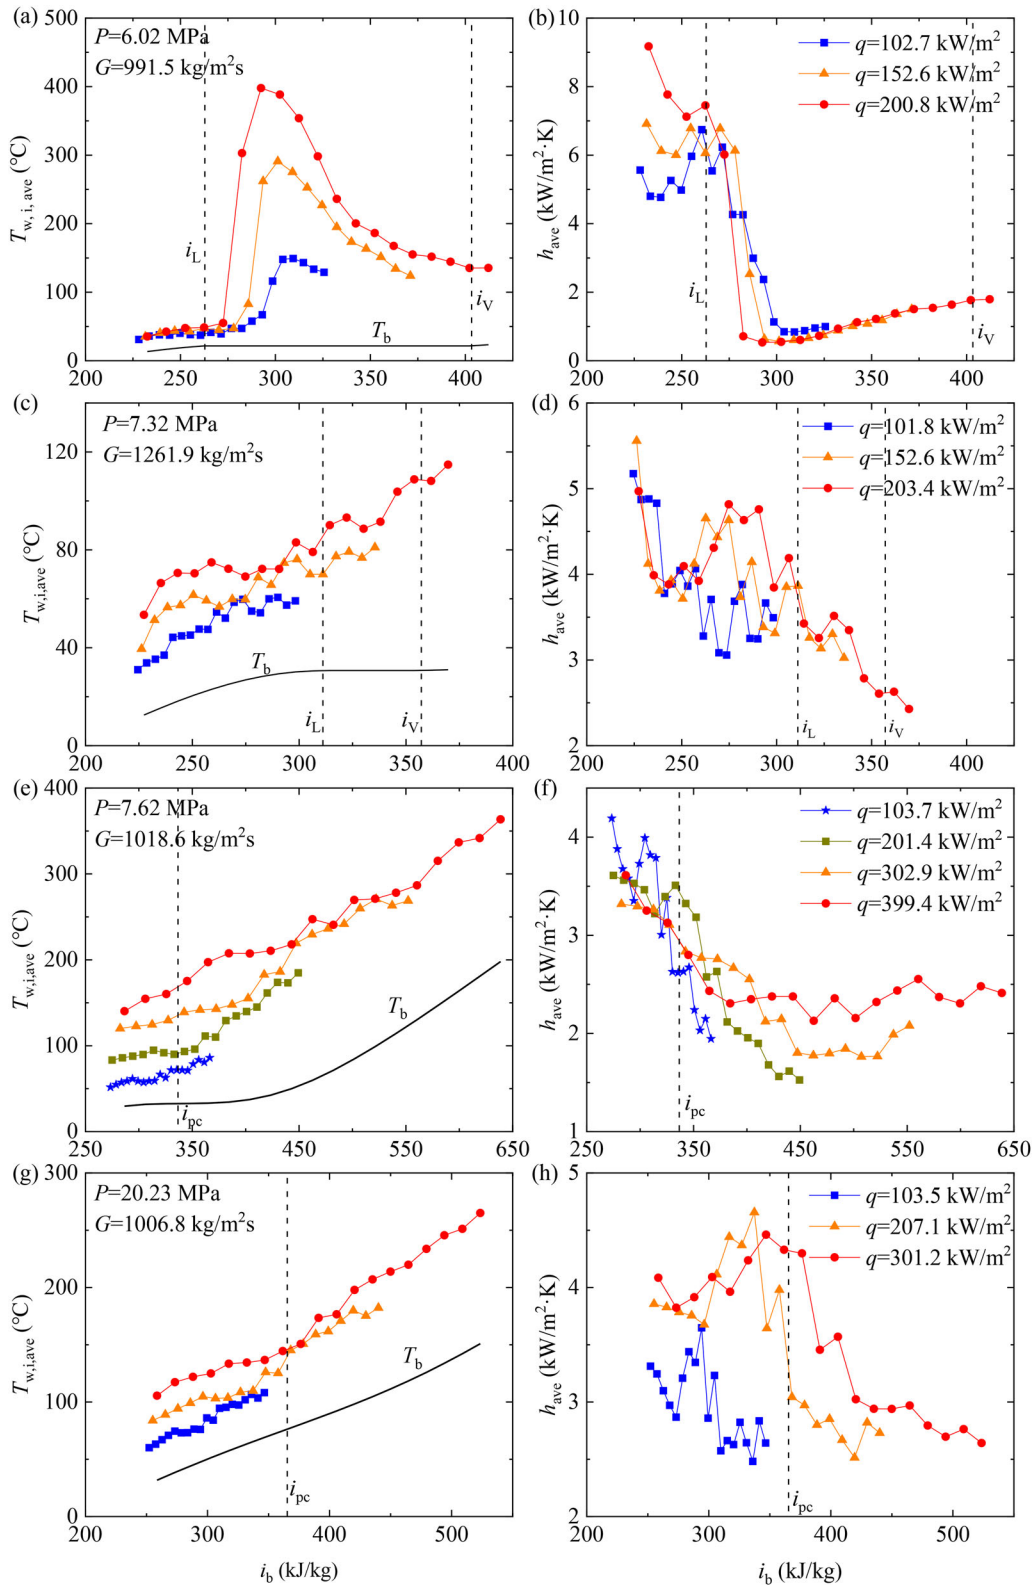 (a)
500
400
300
200
100
0
P=6.02 MPa
G=991.5 kg/m²s
T_w, i, ave (°C)
i_L
i_V
T_b
200 250 300 350 400
(b)
10
8
6
4
2
0
q=102.7 kW/m²
q=152.6 kW/m²
q=200.8 kW/m²
h_ave (kW/m²·K)
i_L
i_V
200 250 300 350 400
(c)
120
80
40
0
P=7.32 MPa
G=1261.9 kg/m²s
T_w,i,ave (°C)
T_b
i_L
i_V
200 250 300 350 400
(d)
6
5
4
3
2
q=101.8 kW/m²
q=152.6 kW/m²
q=203.4 kW/m²
h_ave (kW/m²·K)
i_L
i_V
200 250 300 350 400
(e)
400
300
200
100
0
P=7.62 MPa
G=1018.6 kg/m²s
T_w,i,ave (°C)
T_b
i_pc
250 350 450 550 650
(f)
4
3
2
1
q=103.7 kW/m²
q=201.4 kW/m²
q=302.9 kW/m²
q=399.4 kW/m²
h_ave (kW/m²·K)
i_pc
250 350 450 550 650
(g)
300
200
100
0
P=20.23 MPa
G=1006.8 kg/m²s
T_w,i,ave (°C)
T_b
i_pc
200 300 400 500
i_b (kJ/kg)
(h)
5
4
3
2
q=103.5 kW/m²
q=207.1 kW/m²
q=301.2 kW/m²
h_ave (kW/m²·K)
i_pc
200 300 400 500
i_b (kJ/kg)